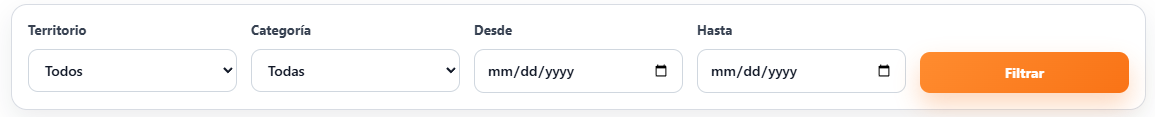 Territorio Categoría Desde Hasta
Todos Todas mm/dd/yyyy mm/dd/yyyy Filtrar